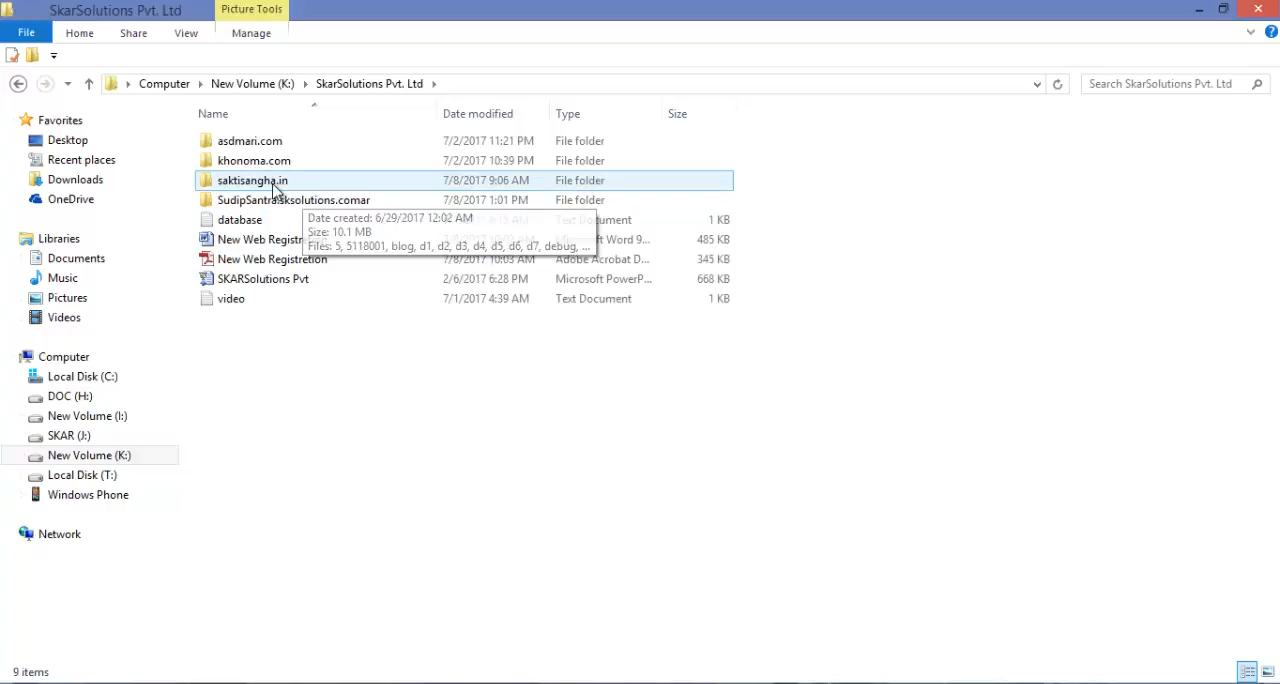 SkarSolutions Pvt. Ltd
Picture Tools
File
Home
Share
View
Manage
Computer
New Volume (K:)
SkarSolutions Pvt. Ltd
Search SkarSolutions Pvt. Ltd
Name
Date modified
Type
Size
Favorites
Desktop
Recent places
Downloads
OneDrive
Libraries
Documents
Music
Pictures
Videos
Computer
Local Disk (C:)
DOC (H:)
New Volume (I:)
SKAR (J:)
New Volume (K:)
Local Disk (T:)
Windows Phone
Network
asdmari.com 7/2/2017 11:21 PM File folder
khonoma.com 7/2/2017 10:39 PM File folder
saktisangha.in 7/8/2017 9:06 AM File folder
7/8/2017 1:01 PM File folder
database Text Document 1 KB
Date created: 6/29/2017 12:02 AM
Size: 10.1 MB
Files: 5, 5118001, blog, d1, d2, d3, d4, d5, d6, d7, debug, ...
New Web Microsoft Word 9... 485 KB
New Web Registretion 7/8/2017 10:03 AM Adobe Acrobat D... 345 KB
SKARSolutions Pvt 2/6/2017 6:28 PM Microsoft PowerP... 668 KB
video 7/1/2017 4:39 AM Text Document 1 KB
9 items